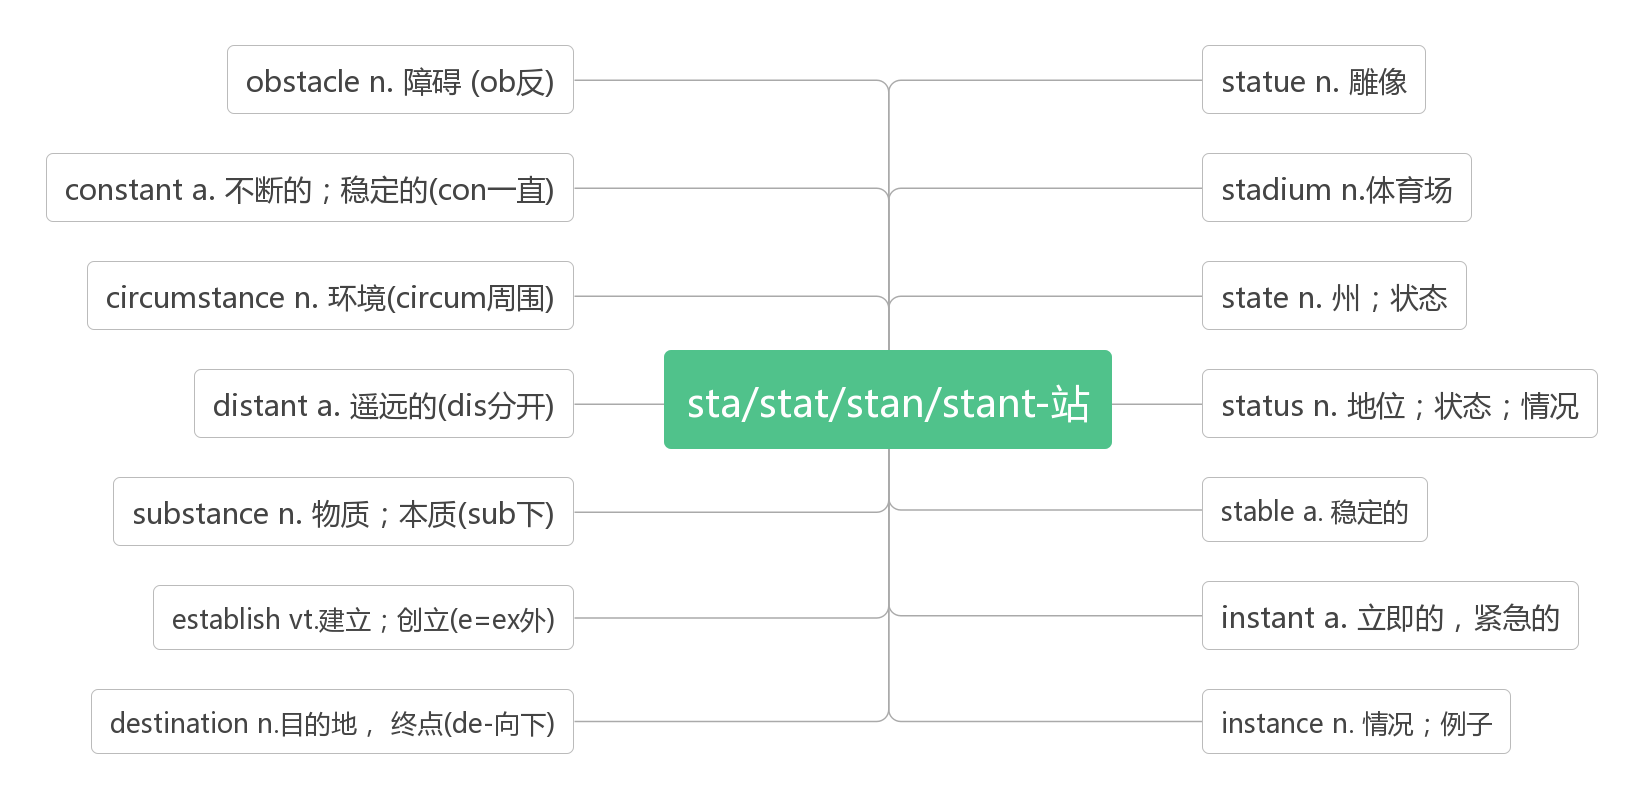 obstacle n. 障碍 (ob反)
constant a. 不断的；稳定的(con一直)
circumstance n. 环境(circum周围)
distant a. 遥远的(dis分开)
substance n. 物质；本质(sub下)
establish vt.建立；创立(e=ex外)
destination n.目的地， 终点(de-向下)
sta/stat/stan/stant-站
statue n. 雕像
stadium n.体育场
state n. 州；状态
status n. 地位；状态；情况
stable a. 稳定的
instant a. 立即的，紧急的
instance n. 情况；例子